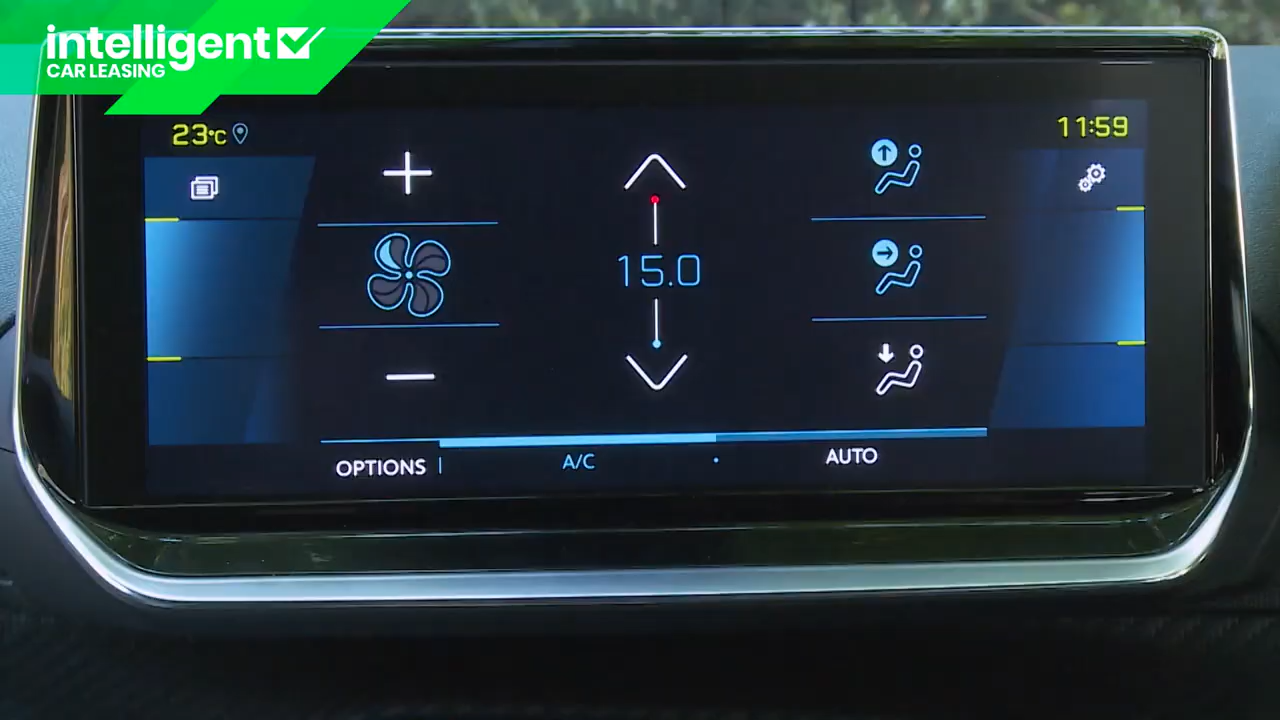 intelligent
CAR LEASING
23°C
11:59
15.0
OPTIONS
A/C
AUTO